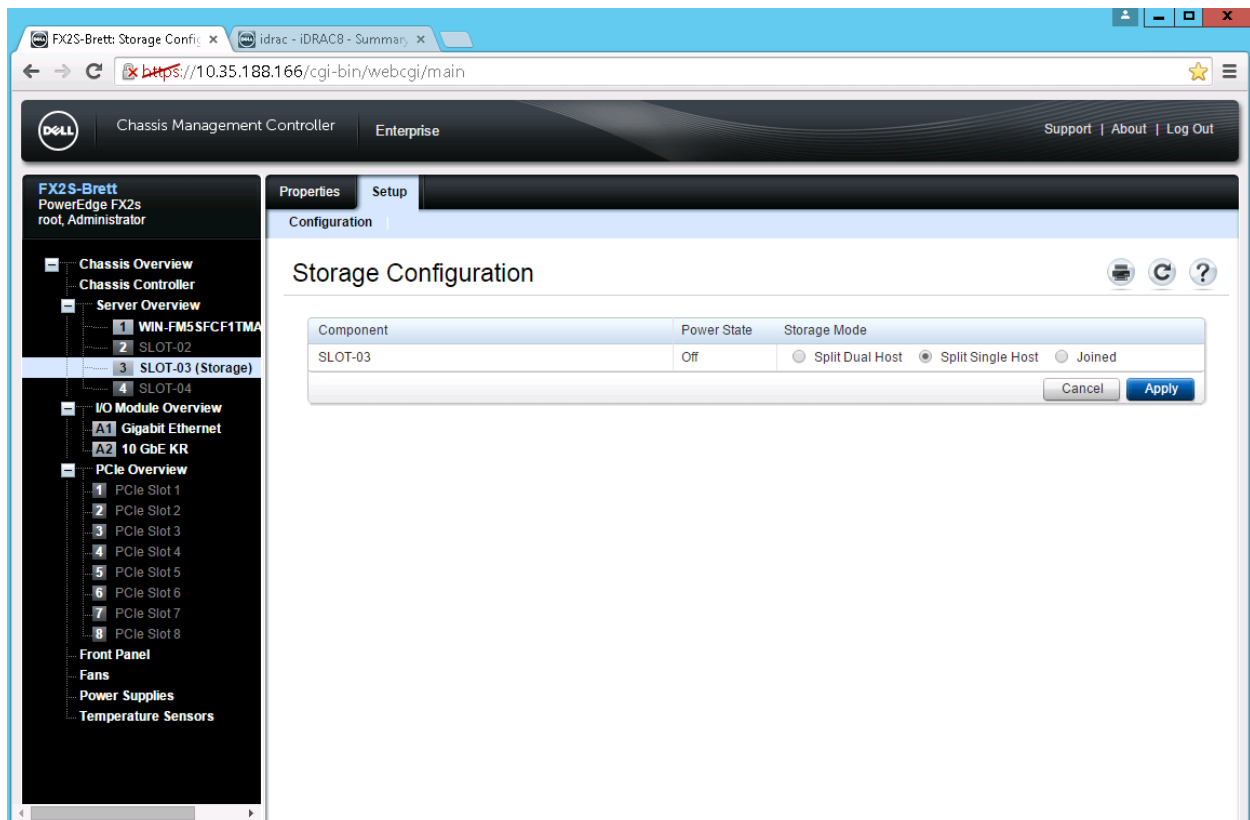 FX2S-Brett: Storage Config
idrac - iDRAC8 - Summary
https://10.35.188.166/cgi-bin/webcgi/main
DELL
Chassis Management Controller
Enterprise
Support | About | Log Out
FX2S-Brett
PowerEdge FX2s
root, Administrator
Properties
Setup
Configuration
Chassis Overview
Chassis Controller
Server Overview
1 WIN-FM5SFCF1TMA
2 SLOT-02
3 SLOT-03 (Storage)
4 SLOT-04
I/O Module Overview
A1 Gigabit Ethernet
A2 10 GbE KR
PCIe Overview
1 PCIe Slot 1
2 PCIe Slot 2
3 PCIe Slot 3
4 PCIe Slot 4
5 PCIe Slot 5
6 PCIe Slot 6
7 PCIe Slot 7
8 PCIe Slot 8
Front Panel
Fans
Power Supplies
Temperature Sensors
Storage Configuration
Component Power State Storage Mode
SLOT-03 Off Split Dual Host Split Single Host Joined
Cancel Apply